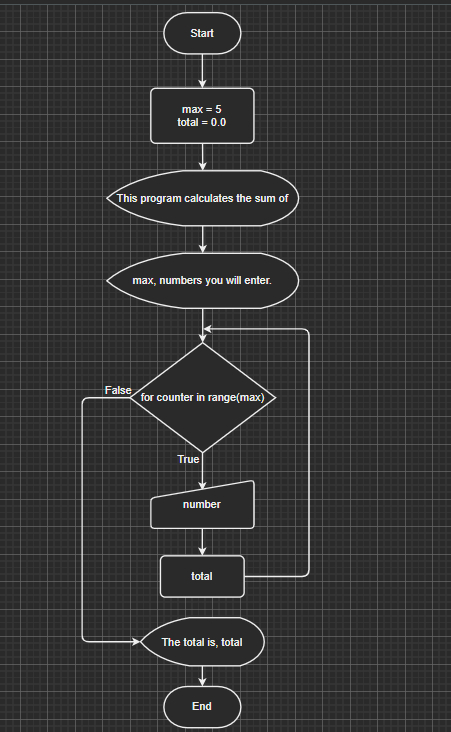 Start
max = 5
total = 0.0
This program calculates the sum of
max, numbers you will enter.
for counter in range(max)
False
True
number
total
The total is, total
End